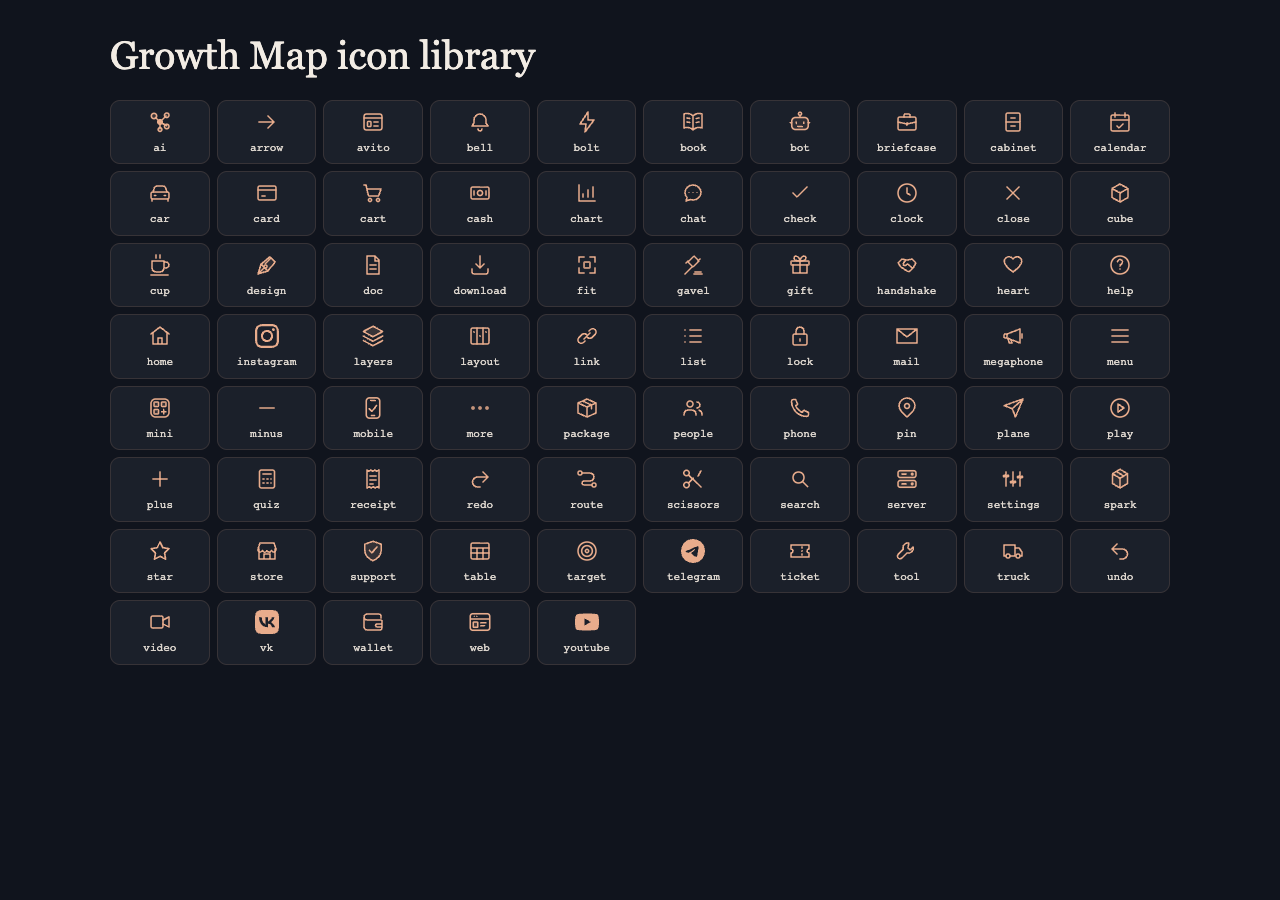 Growth Map icon library
ai arrow avito bell bolt book bot briefcase cabinet calendar
car card cart cash chart chat check clock close cube
cup design doc download fit gavel gift handshake heart help
home instagram layers layout link list lock mail megaphone menu
mini minus mobile more package people phone pin plane play
plus quiz receipt redo route scissors search server settings spark
star store support table target telegram ticket tool truck undo
video vk wallet web youtube